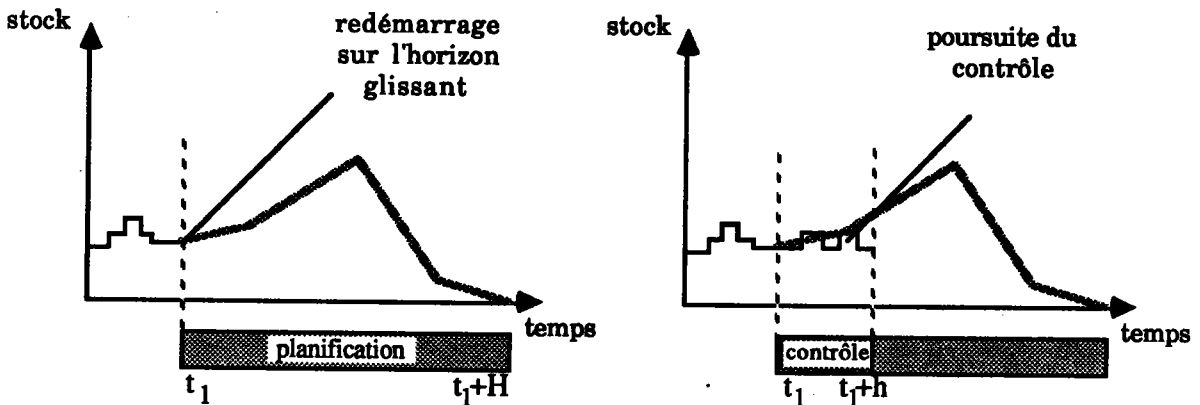 stock
redémarrage
sur l'horizon
glissant
temps
planification
t1
t1+H
stock
poursuite du
contrôle
temps
contrôle
t1
t1+h